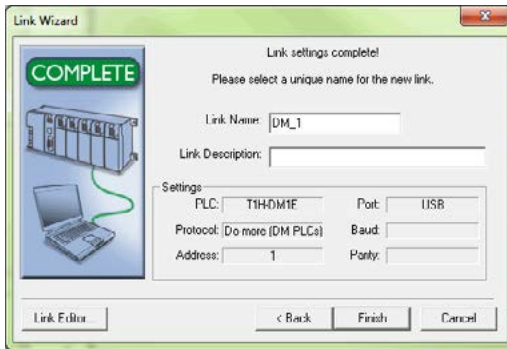 Link Wizard
COMPLETE
Link settings complete!
Please select a unique name for the new link.
Link Name: DM_1
Link Description:
Settings
PLC: T1H-DM1E Port: USB
Protocol: Do more (DM PLCs) Baud:
Address: 1 Parity:
Link Editor... < Back Finish Cancel